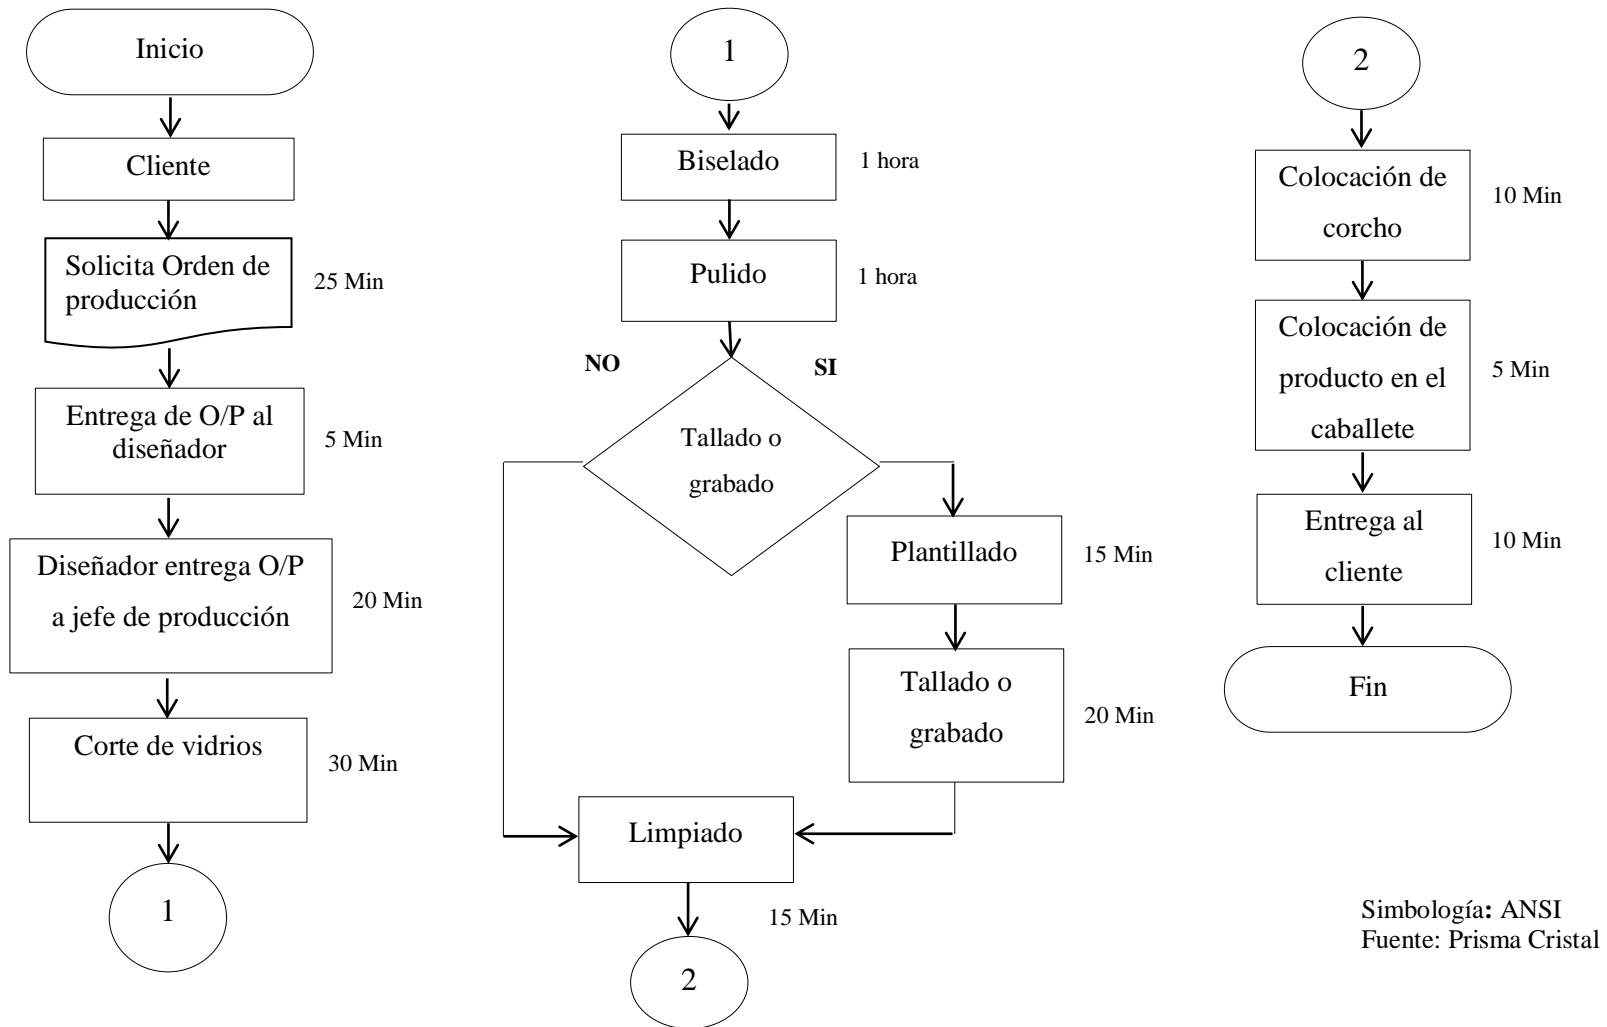 Inicio
Cliente
Solicita Orden de
producción
25 Min
Entrega de O/P al
diseñador
5 Min
Diseñador entrega O/P
a jefe de producción
20 Min
Corte de vidrios
30 Min
1
1
Biselado
1 hora
Pulido
1 hora
NO
SI
Tallado o
grabado
Plantillado
15 Min
Tallado o
grabado
20 Min
Limpiado
15 Min
2
2
Colocación de
corcho
10 Min
Colocación de
producto en el
caballete
5 Min
Entrega al
cliente
10 Min
Fin
Simbología: ANSI
Fuente: Prisma Cristal